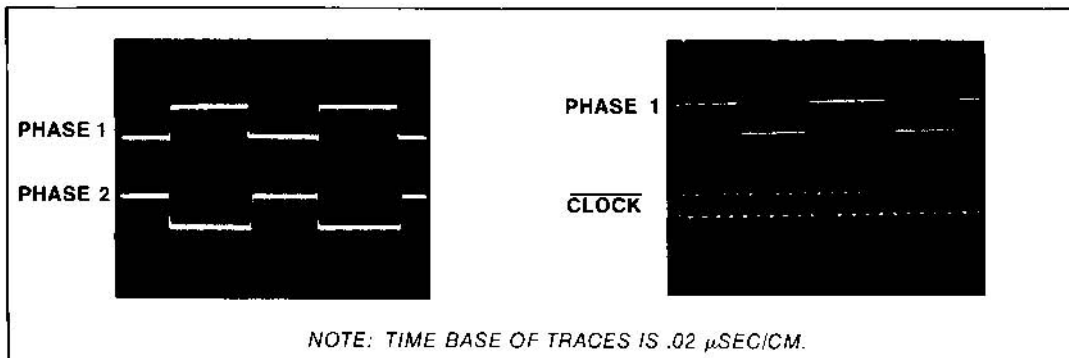 PHASE 1
PHASE 2
PHASE 1
CLOCK
NOTE: TIME BASE OF TRACES IS .02 µSEC/CM.